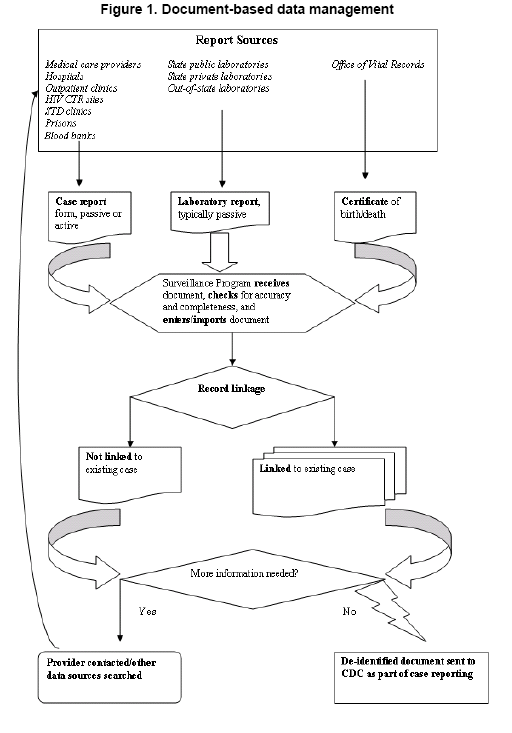 Figure 1. Document-based data management
Report Sources
Medical care providers
Hospitals
Outpatient clinics
HIV CTR sites
STD clinics
Prisons
Blood banks
State public laboratories
State private laboratories
Out-of-state laboratories
Office of Vital Records
Case report
form, passive or
active
Laboratory report,
typically passive
Certificate of
birth/death
Surveillance Program receives
document, checks for accuracy
and completeness, and
enters/imports document
Record linkage
Not linked to
existing case
Linked to existing case
More information needed?
Yes
No
Provider contacted/other
data sources searched
De-identified document sent to
CDC as part of case reporting